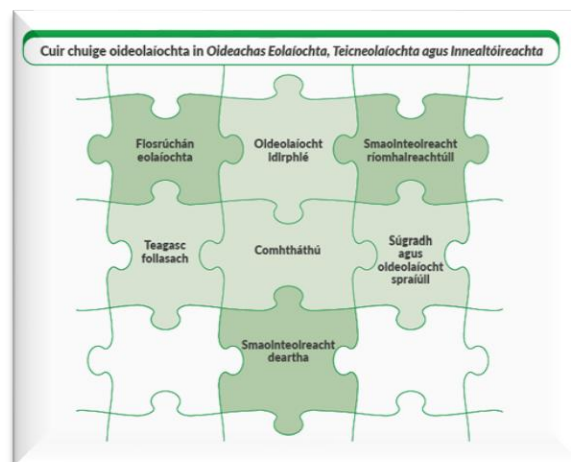 Cuir chuige oideolaíochta in Oideachas Eolaíochta, Teicneolaíochta agus Innealtóireachta
Fiosrúchán
eolaíochta
Oideolaíocht
idirphlé
Smaointeoireacht
ríomhaireachtúil
Teagasc
follasach
Comhtháthú
Súgradh
agus
oideolaíocht
spraíúil
Smaointeoireacht
deartha